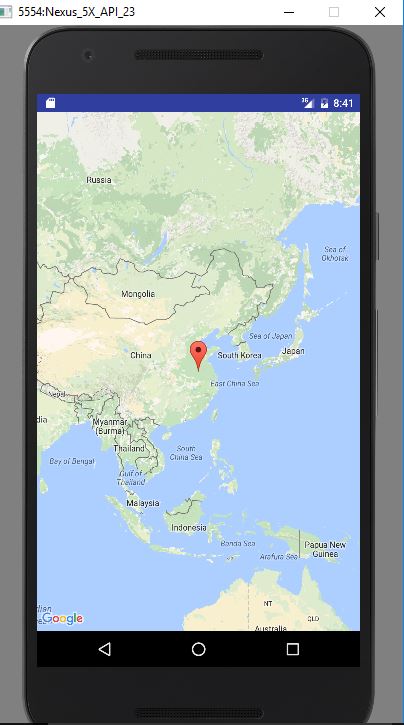 5554:Nexus_5X_API_23
3G
8:41
Russia
Sea of
Okhotsk
Mongolia
Sea of Japan
China
South Korea
Japan
East China Sea
Nepal
dia
Myanmar
(Burma)
Thailand
South
China Sea
Bay of Bengal
Gulf of
Thailand
Malaysia
Indonesia
Banda Sea
Papua New
Guinea
Arafura Sea
NT
dian
Google
QLD
Australia